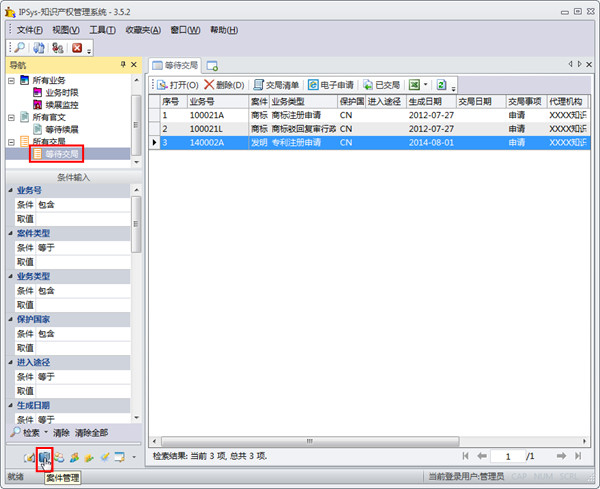 IPSys-知识产权管理系统 - 3.5.2
文件(F) 视图(V) 工具(T) 收藏夹(A) 窗口(W) 帮助(H)
导航
所有业务
业务时限
续展监控
所有官文
等待续展
所有交局
等待交局
条件输入
业务号
条件 包含
取值
案件类型
条件 等于
取值
业务类型
条件 包含
取值
保护国家
条件 包含
取值
进入途径
条件 等于
取值
生成日期
条件 等于
检索 清除 清除全部
案件管理
等待交局
打开(O) 删除(D) 交局清单 电子申请 已交局
序号 业务号 案件 业务类型 保护国 进入途径 生成日期 交局日期 交局事项 代理机构
1 100021A 商标 商标注册申请 CN 2012-07-27 申请 XXXX知识
2 100021L 商标 商标驳回复审行政 CN 2012-07-27 申请 XXXX知识
3 140002A 发明 专利注册申请 CN 2014-08-01 申请 XXXX知识
检索结果: 当前 3 项, 总共 3 项.
1 /1
就绪 当前登录用户:管理员 CAP NUM SCRL